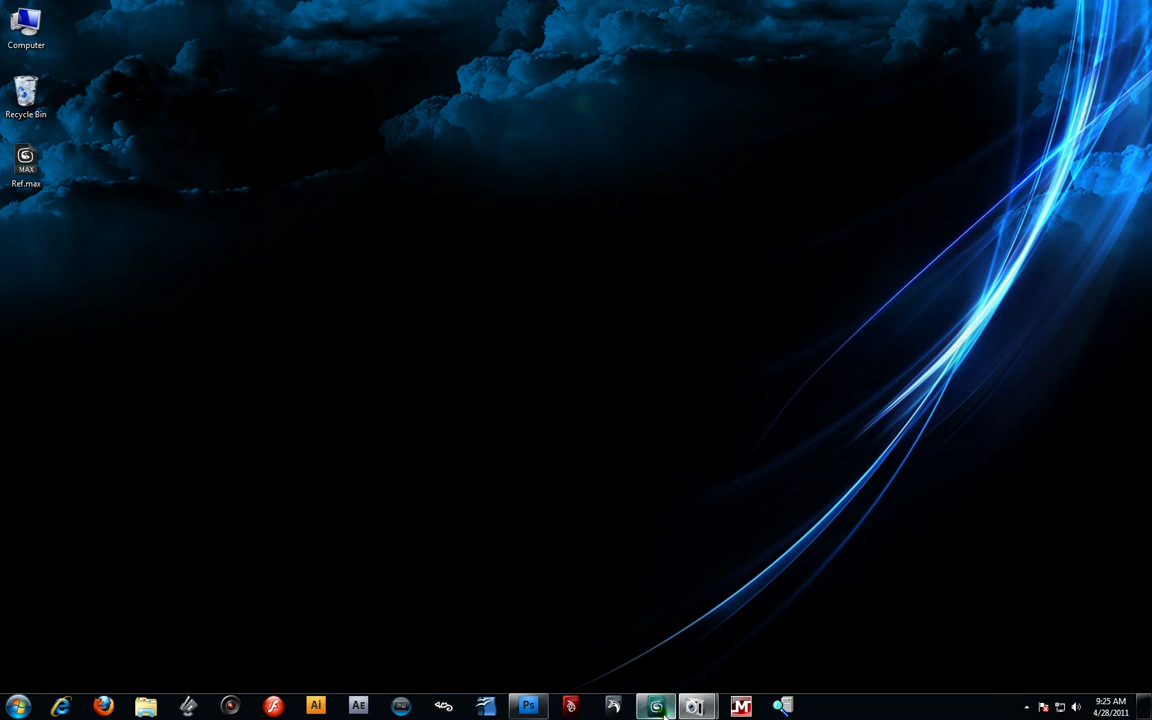 Computer
Recycle Bin
MAX
Ref.max
Ai
AE
Ps
9:25 AM
4/28/2011